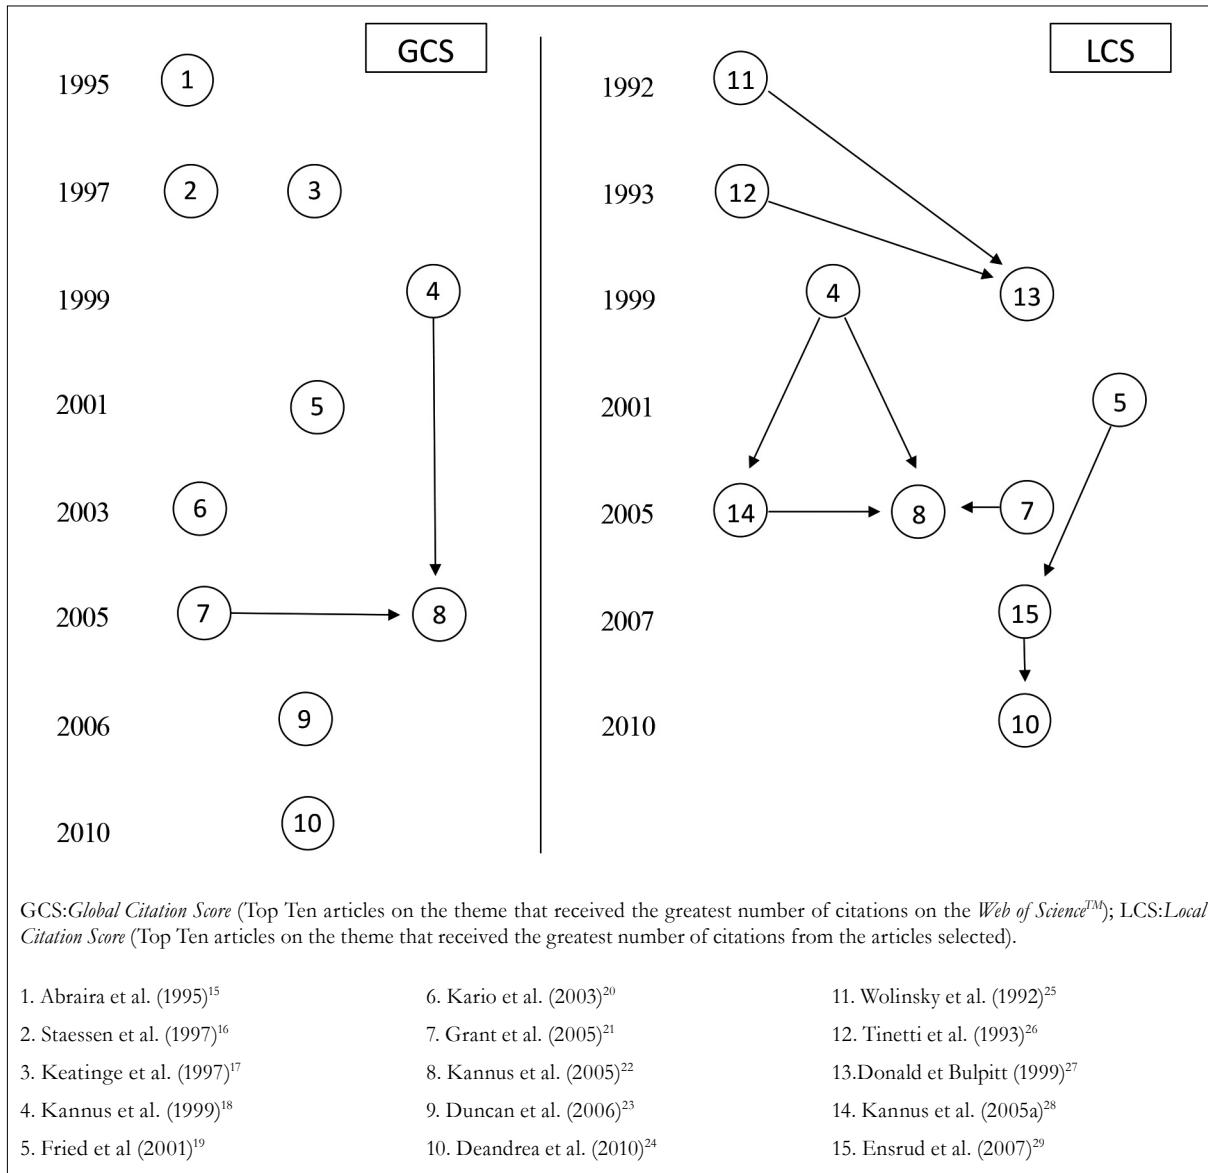 GCS
1995 1
1997 2 3
1999 4
2001 5
2003 6
2005 7 8
2006 9
2010 10
LCS
1992 11
1993 12
1999 4 13
2001 5
2005 14 8 7
2007 15
2010 10
GCS:Global Citation Score (Top Ten articles on the theme that received the greatest number of citations on the Web of Science™); LCS:Local
Citation Score (Top Ten articles on the theme that received the greatest number of citations from the articles selected).
1. Abraira et al. (1995)15
2. Staessen et al. (1997)16
3. Keatinge et al. (1997)17
4. Kannus et al. (1999)18
5. Fried et al (2001)19
6. Kario et al. (2003)20
7. Grant et al. (2005)21
8. Kannus et al. (2005)22
9. Duncan et al. (2006)23
10. Deandrea et al. (2010)24
11. Wolinsky et al. (1992)25
12. Tinetti et al. (1993)26
13.Donald et Bulpitt (1999)27
14. Kannus et al. (2005a)28
15. Ensrud et al. (2007)29